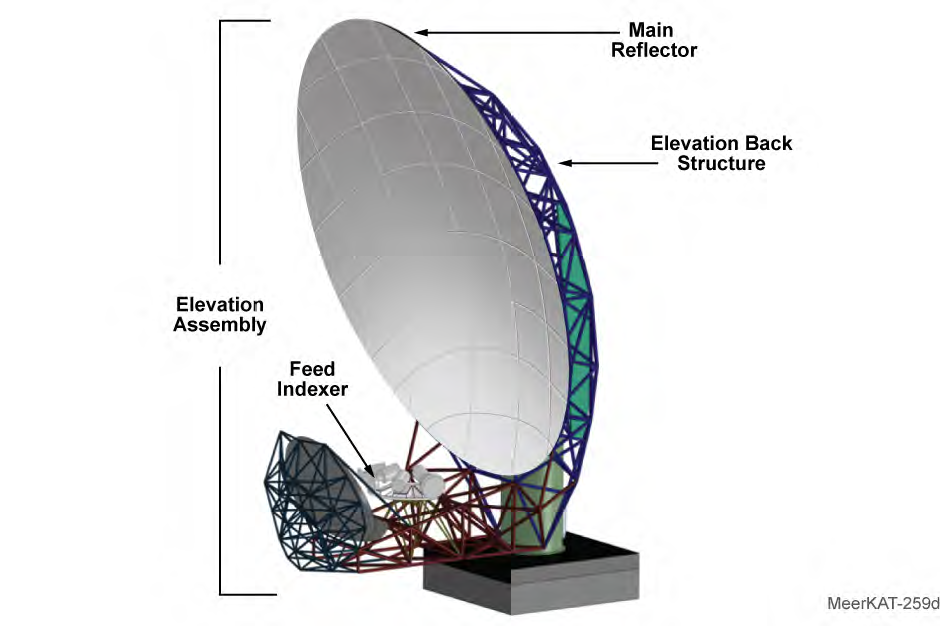 Main
Reflector
Elevation Back
Structure
Elevation
Assembly
Feed
Indexer
MeerKAT-259d